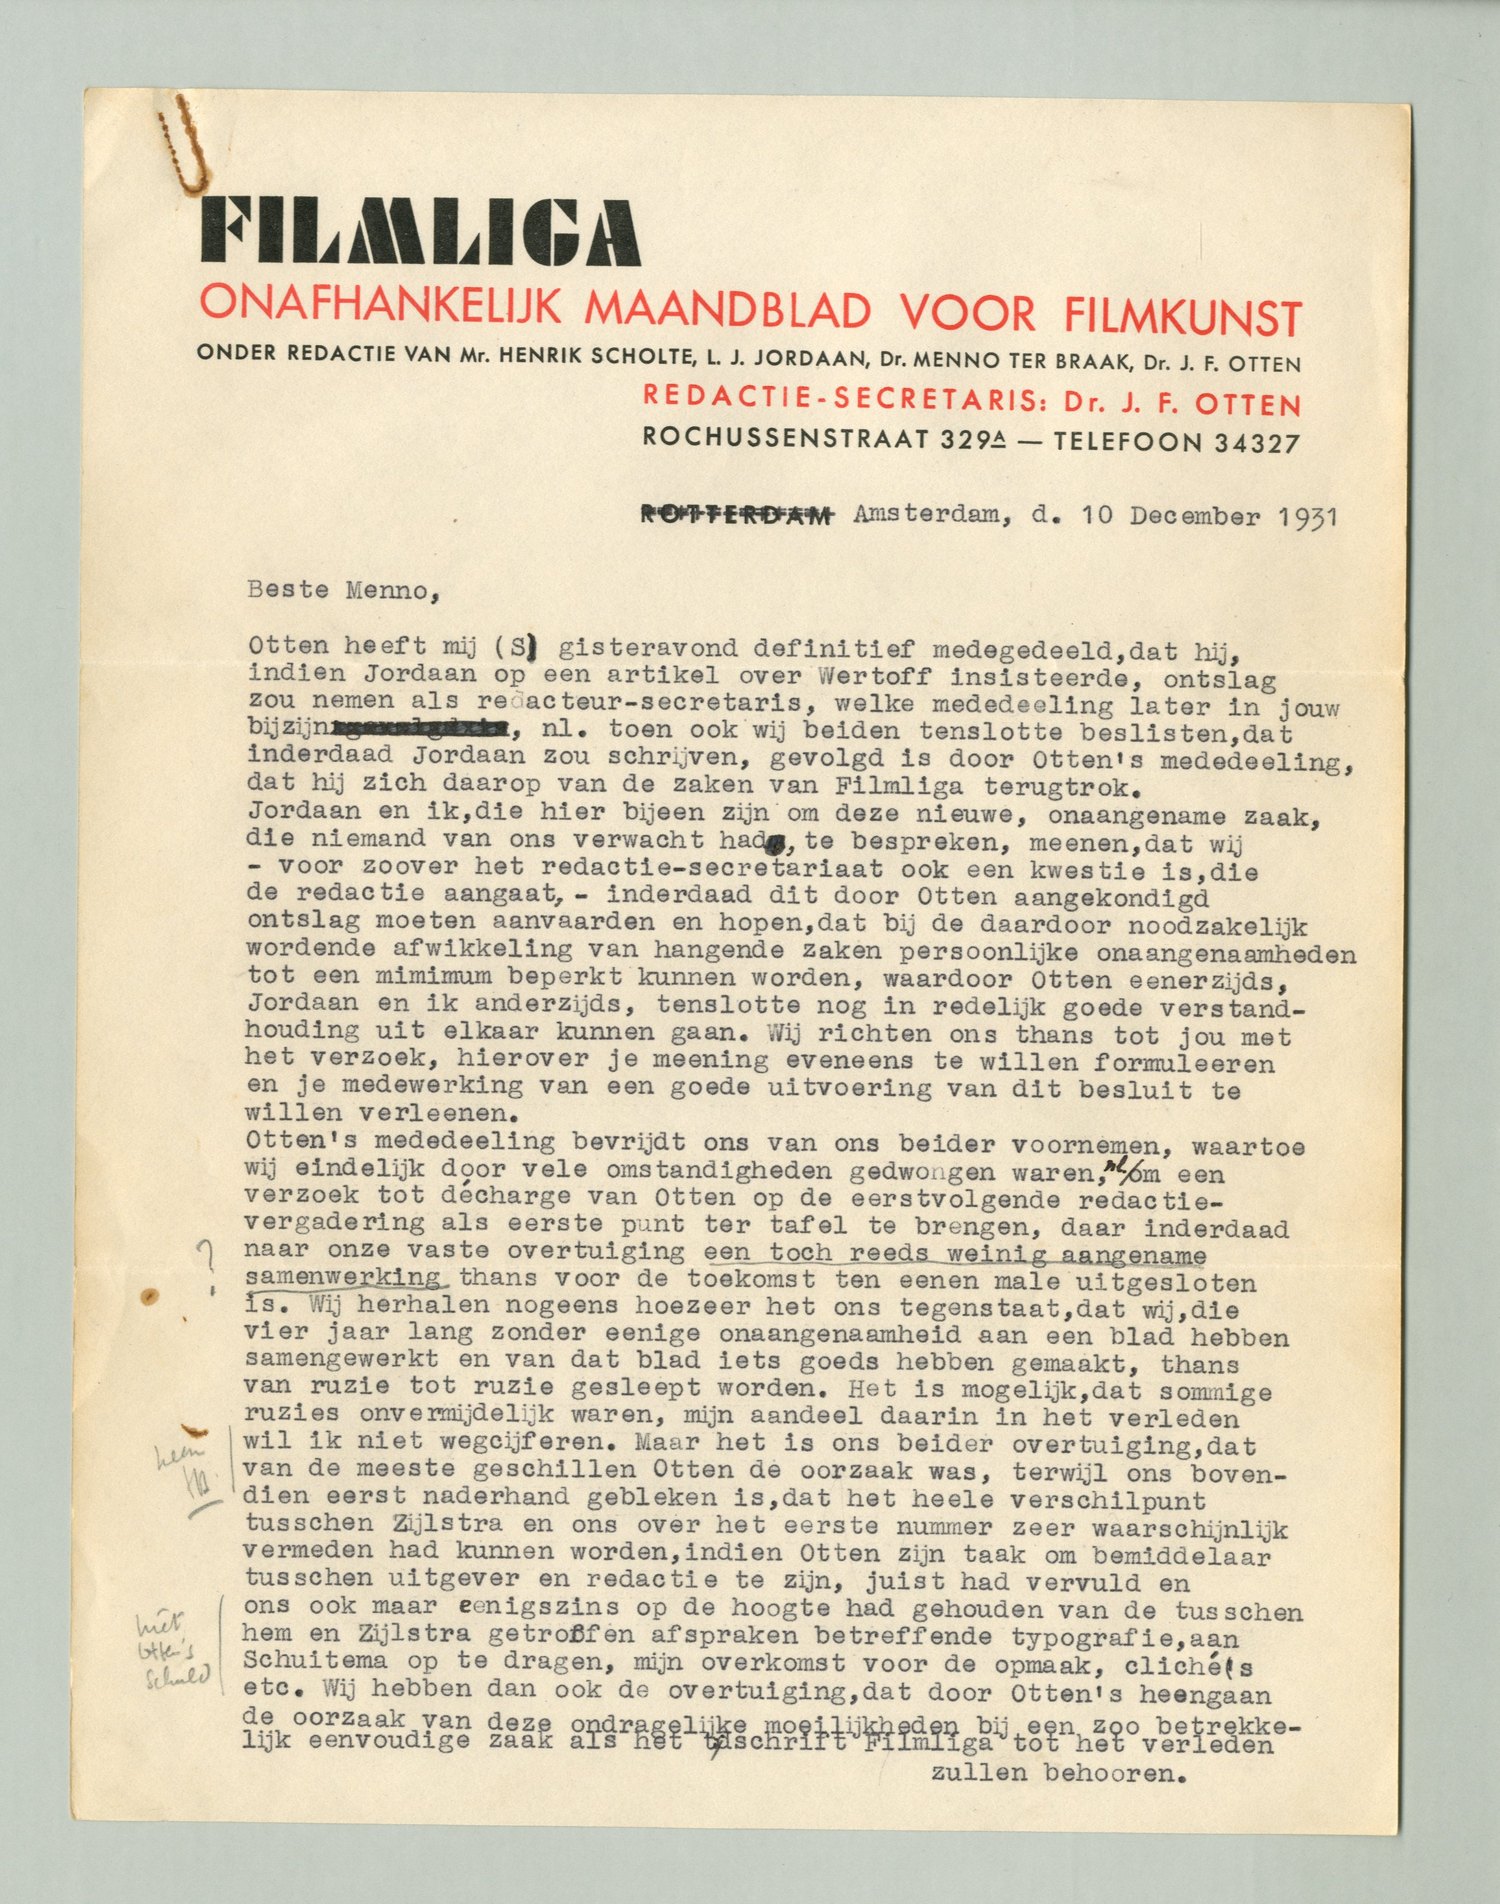 FILMLIGA
ONAFHANKELIJK MAANDBLAD VOOR FILMKUNST
ONDER REDACTIE VAN Mr. HENRIK SCHOLTE, L. J. JORDAAN, Dr. MENNO TER BRAAK, Dr. J. F. OTTEN
REDACTIE-SECRETARIS: Dr. J. F. OTTEN
ROCHUSSENSTRAAT 329A — TELEFOON 34327
ROTTERDAM Amsterdam, d. 10 December 1931
Beste Menno,
Otten heeft mij (S) gisteravond definitief medegedeeld,dat hij,
indien Jordaan op een artikel over Wertoff insisteerde, ontslag
zou nemen als redacteur-secretaris, welke mededeeling later in jouw
bijzijn, nl. toen ook wij beiden tenslotte beslisten,dat
inderdaad Jordaan zou schrijven, gevolgd is door Otten's mededeeling,
dat hij zich daarop van de zaken van Filmliga terugtrok.
Jordaan en ik,die hier bijeen zijn om deze nieuwe, onaangename zaak,
die niemand van ons verwacht had, te bespreken, meenen,dat wij
- voor zoover het redactie-secretariaat ook een kwestie is,die
de redactie aangaat, - inderdaad dit door Otten aangekondigd
ontslag moeten aanvaarden en hopen,dat bij de daardoor noodzakelijk
wordende afwikkeling van hangende zaken persoonlijke onaangenaamheden
tot een mimimum beperkt kunnen worden, waardoor Otten eenerzijds,
Jordaan en ik anderzijds, tenslotte nog in redelijk goede verstand-
houding uit elkaar kunnen gaan. Wij richten ons thans tot jou met
het verzoek, hierover je meening eveneens te willen formuleeren
en je medewerking van een goede uitvoering van dit besluit te
willen verleenen.
Otten's mededeeling bevrijdt ons van ons beider voornemen, waartoe
wij eindelijk door vele omstandigheden gedwongen waren, nl. om een
verzoek tot décharge van Otten op de eerstvolgende redactie-
vergadering als eerste punt ter tafel te brengen, daar inderdaad
? naar onze vaste overtuiging een toch reeds weinig aangename
samenwerking thans voor de toekomst ten eenen male uitgesloten
is. Wij herhalen nogeens hoezeer het ons tegenstaat,dat wij,die
vier jaar lang zonder eenige onaangenaamheid aan een blad hebben
samengewerkt en van dat blad iets goeds hebben gemaakt, thans
van ruzie tot ruzie gesleept worden. Het is mogelijk,dat sommige
ruzies onvermijdelijk waren, mijn aandeel daarin in het verleden
wil ik niet wegcijferen. Maar het is ons beider overtuiging,dat
van de meeste geschillen Otten de oorzaak was, terwijl ons boven-
dien eerst naderhand gebleken is,dat het heele verschilpunt
tusschen Zijlstra en ons over het eerste nummer zeer waarschijnlijk
vermeden had kunnen worden,indien Otten zijn taak om bemiddelaar
tusschen uitgever en redactie te zijn, juist had vervuld en
ons ook maar eenigszins op de hoogte had gehouden van de tusschen
hem en Zijlstra getroffen afspraken betreffende typografie,aan
Schuitema op te dragen, mijn overkomst voor de opmaak, cliché's
etc. Wij hebben dan ook de overtuiging,dat door Otten's heengaan
de oorzaak van deze ondragelijke moeilijkheden bij een zoo betrekke-
lijk eenvoudige zaak als het tijdschrift Filmliga tot het verleden
zullen behooren.
neen
niet
Otten's
schuld